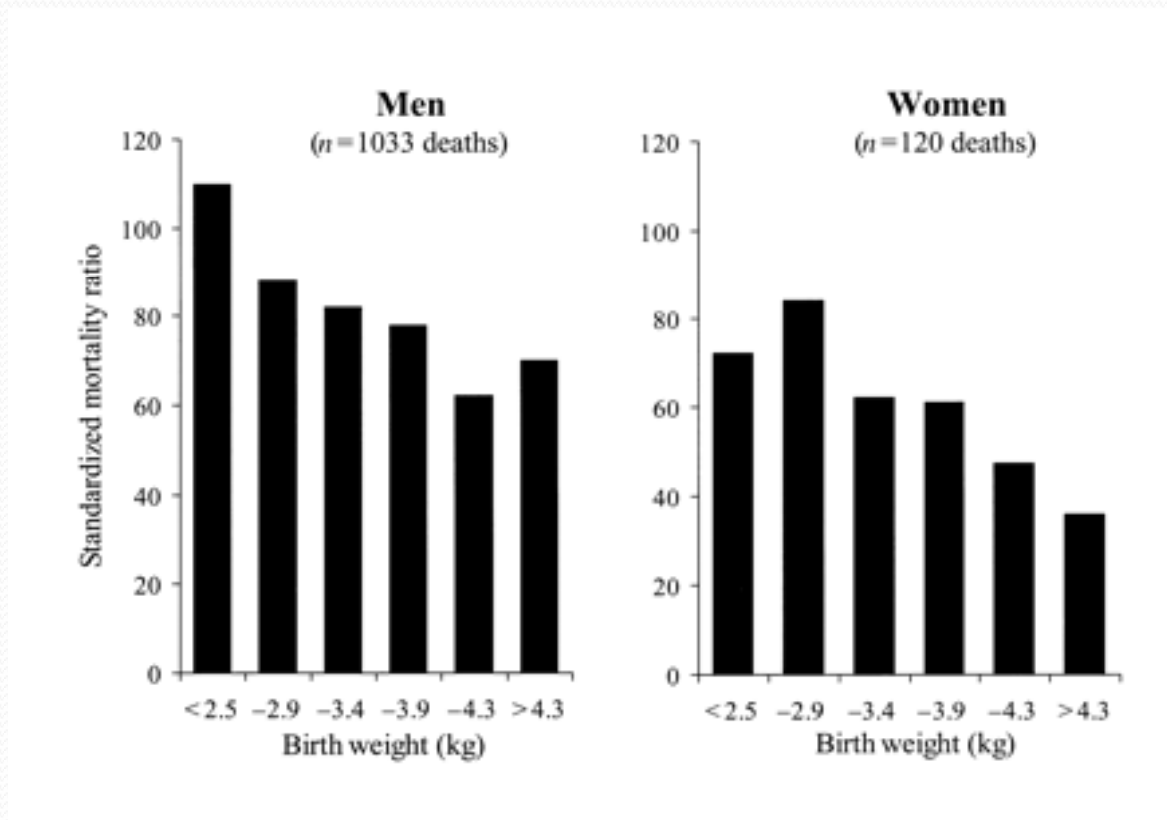 Men
(n=1033 deaths)
120
100
80
60
40
20
0
Standardized mortality ratio
<2.5 –2.9 –3.4 –3.9 –4.3 >4.3
Birth weight (kg)
Women
(n=120 deaths)
120
100
80
60
40
20
0
<2.5 –2.9 –3.4 –3.9 –4.3 >4.3
Birth weight (kg)